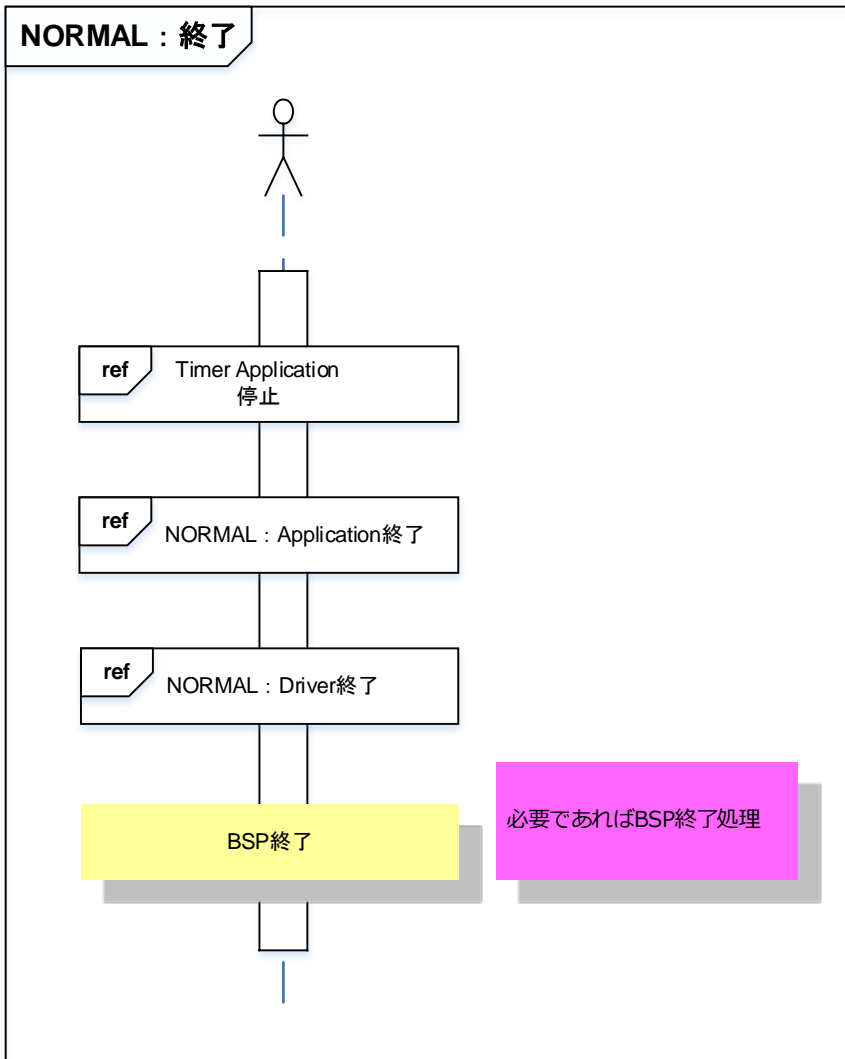 NORMAL：終了
ref
Timer Application
停止
ref
NORMAL：Application終了
ref
NORMAL：Driver終了
BSP終了
必要であればBSP終了処理